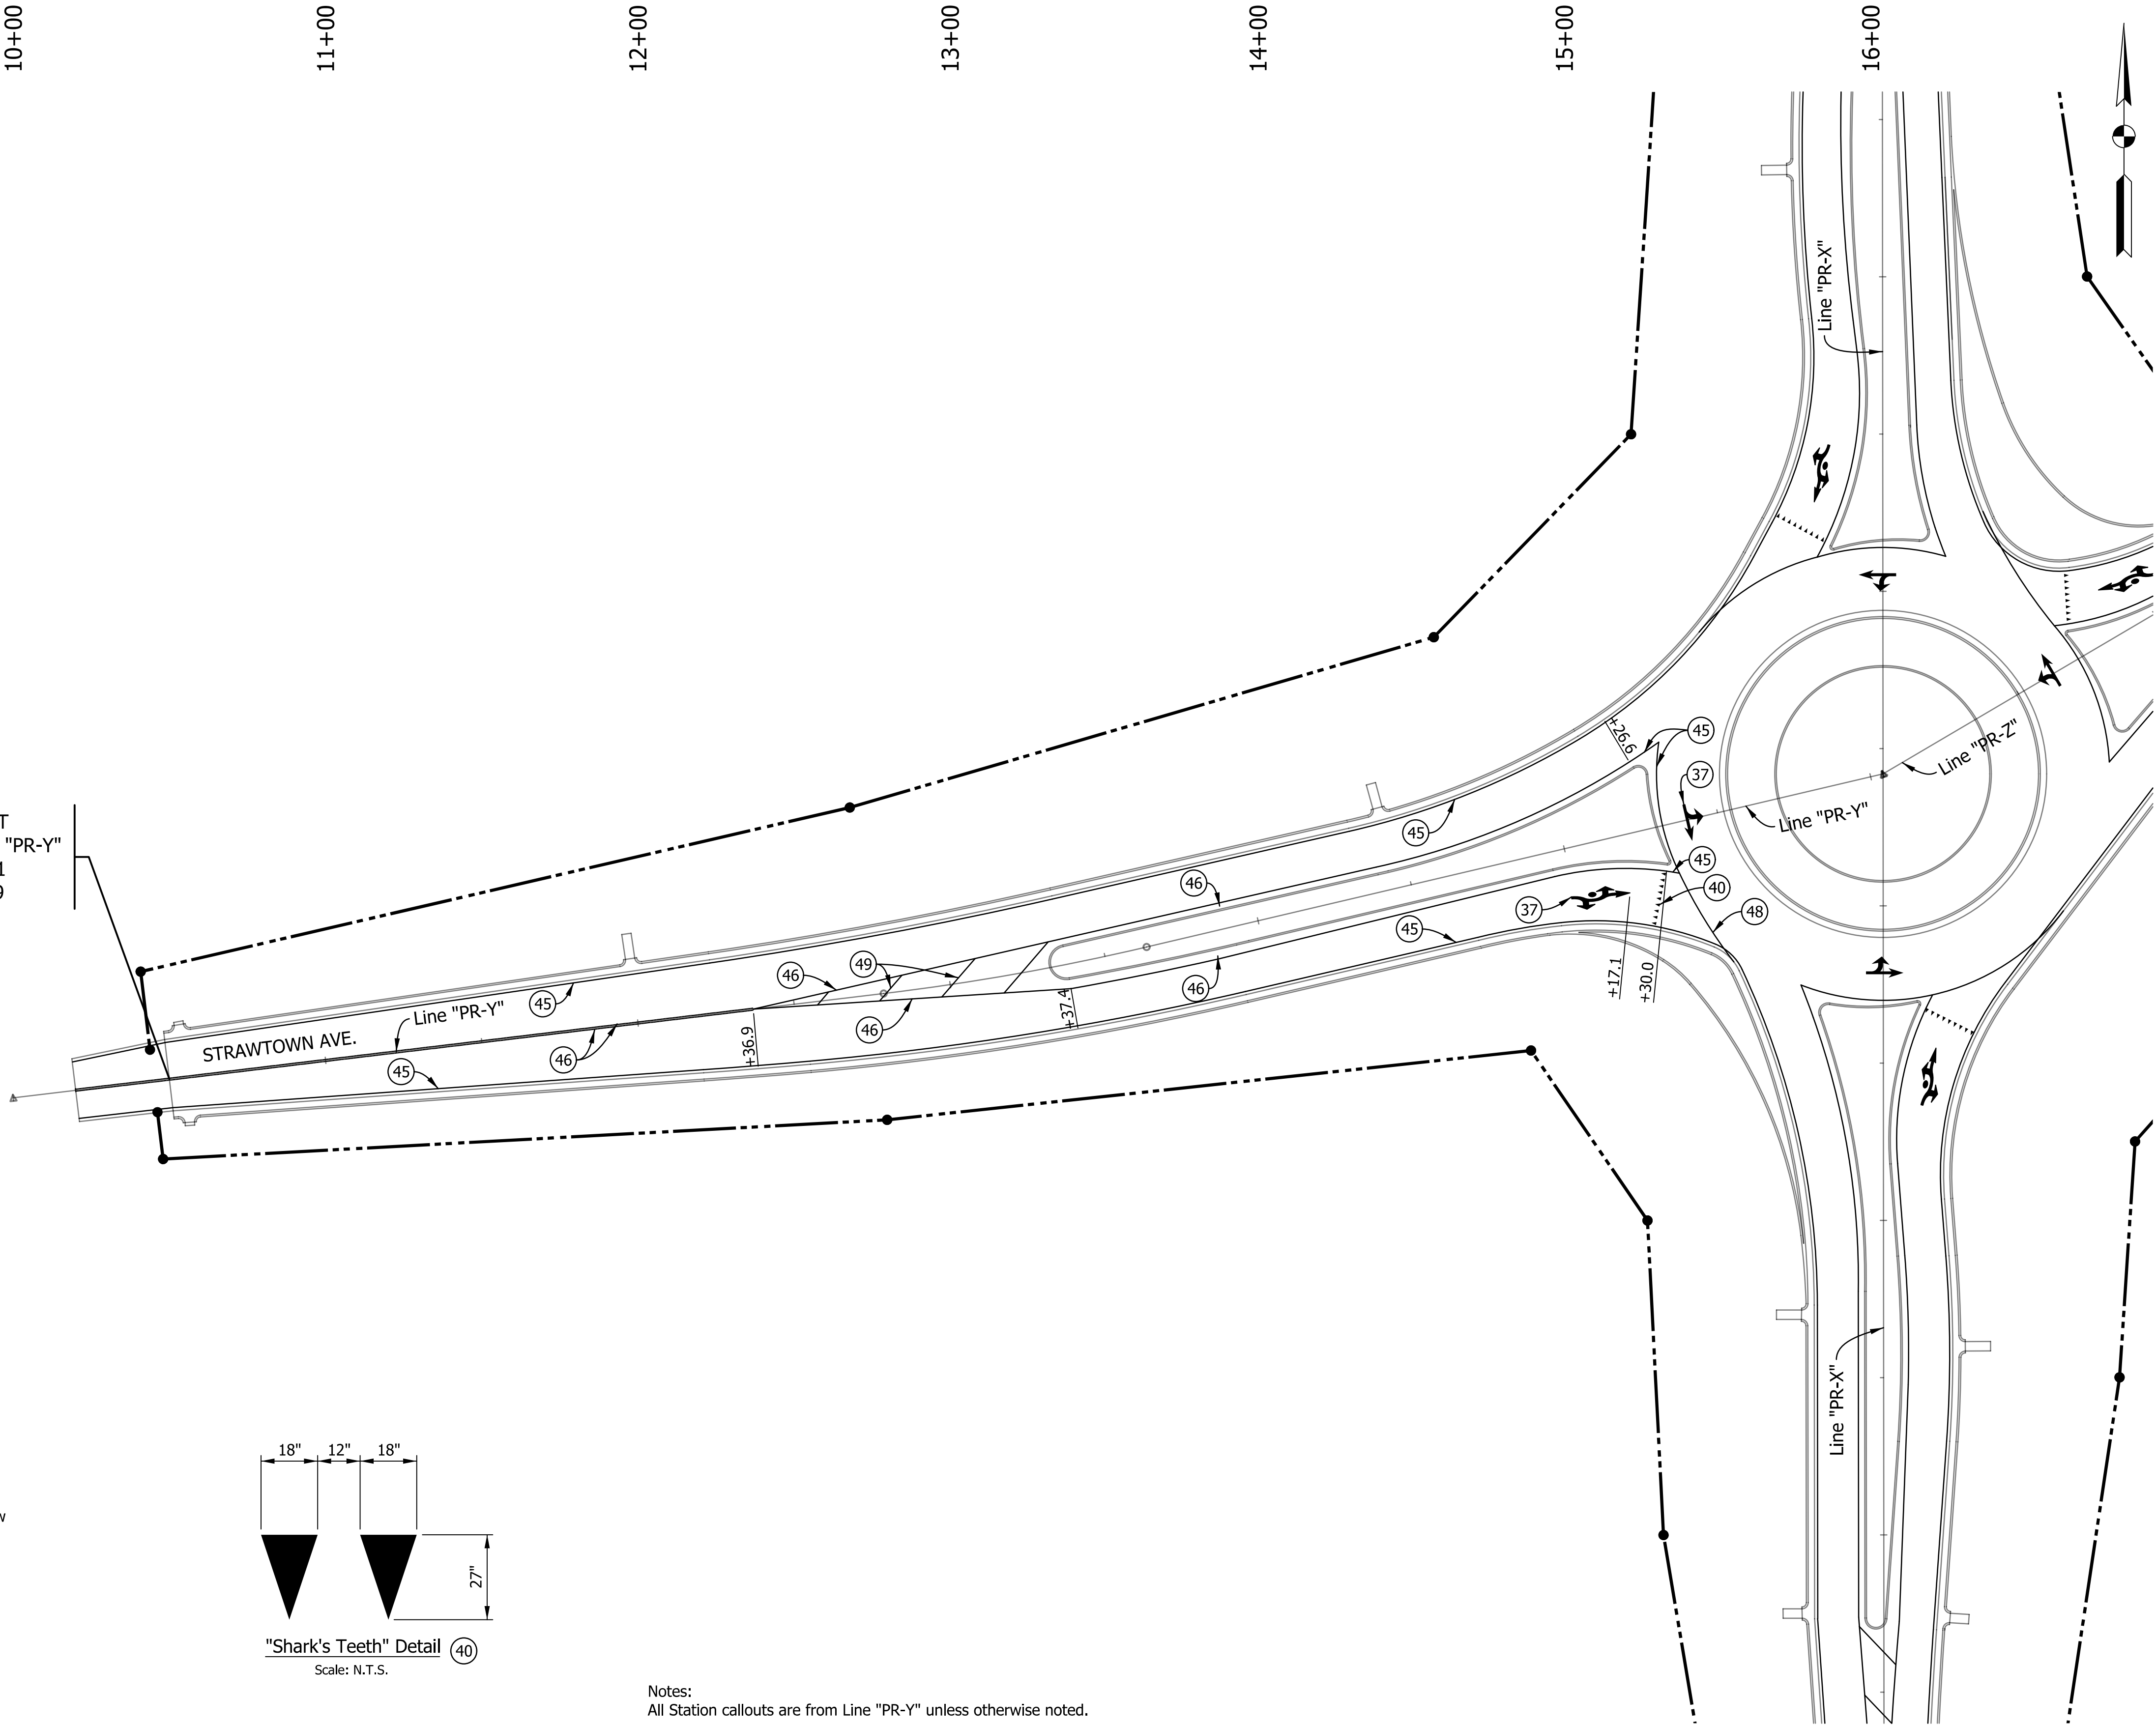 10+00
11+00
12+00
13+00
14+00
15+00
16+00
Line "PR-X"
+26.6
45
37
Line "PR-Z"
Line "PR-Y"
45
45
40
46
37
48
T
"PR-Y"
1
9
45
46
49
46
+17.1
+30.0
45
Line "PR-Y"
+37.4
46
STRAWTOWN AVE.
46
45
+36.9
Line "PR-X"
18" 12" 18"
w
27"
"Shark's Teeth" Detail 40
Scale: N.T.S.
Notes:
All Station callouts are from Line "PR-Y" unless otherwise noted.